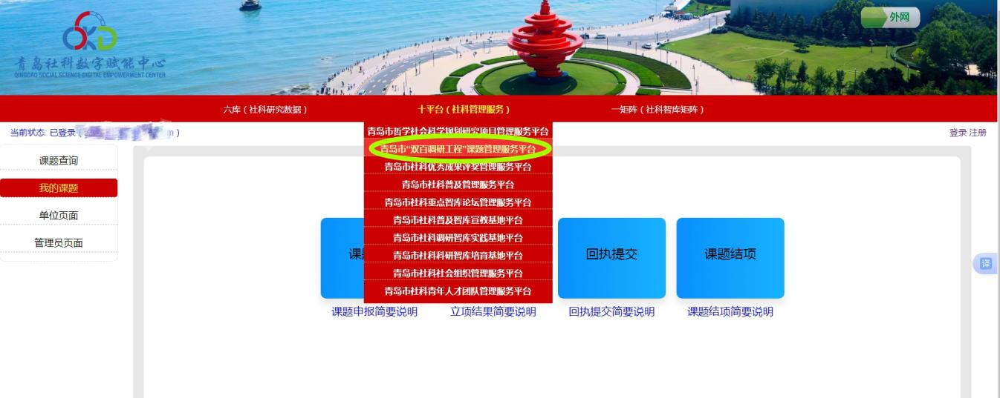 外网
青岛社科数字赋能中心
QINGDAO SOCIAL SCIENCE DIGITAL EMPOWERMENT CENTER
六库（社科研究数据）
十平台（社科管理服务）
一矩阵（社科智库矩阵）
当前状态: 已登录（
m）
登录 注册
课题查询
我的课题
单位页面
管理员页面
青岛市哲学社会科学规划研究项目管理服务平台
青岛市“双百调研工程”课题管理服务平台
青岛市社科优秀成果评奖管理服务平台
青岛市社科普及管理服务平台
青岛市社科重点智库论坛管理服务平台
青岛市社科普及智库宣教基地平台
青岛市社科调研智库实践基地平台
青岛市社科科研智库培育基地平台
青岛市社科社会组织管理服务平台
青岛市社科青年人才团队管理服务平台
课
回执提交
课题结项
课题申报简要说明
立项结果简要说明
回执提交简要说明
课题结项简要说明
译